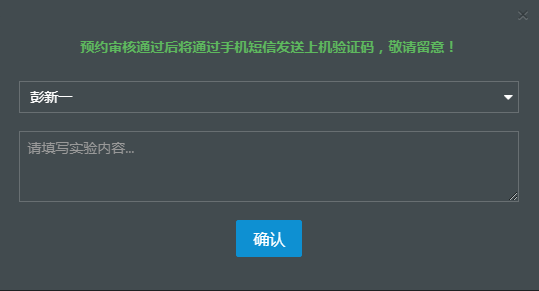 预约审核通过后将通过手机短信发送上机验证码，敬请留意！
彭新一
请填写实验内容...
确认